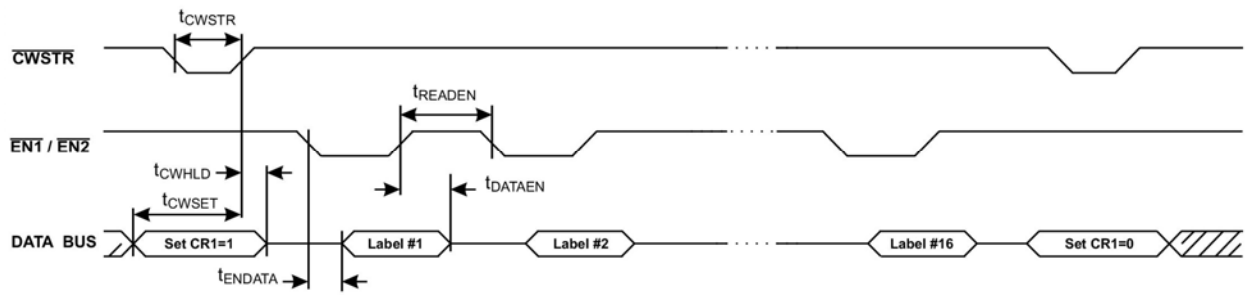 tCWSTR
CWSTR
tREADEN
EN1 / EN2
tCWHLD
tDATAEN
tCWSET
DATA BUS Set CR1=1 Label #1 Label #2 Label #16 Set CR1=0
tENDATA